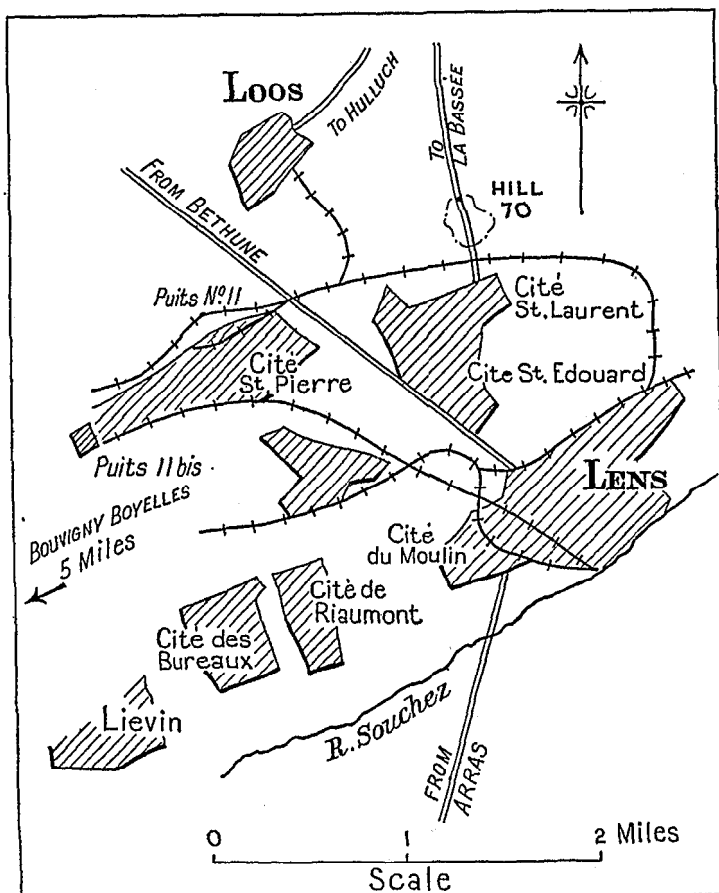 Loos
TO HULLUCH
TO
LA BASSÉE
FROM BETHUNE
HILL
70
Puits No. 11
Cité
St. Laurent
Cité
St. Pierre
Cite St. Edouard
Puits 11 bis
LENS
BOUVIGNY BOYELLES
5 Miles
Cité
du Moulin
Citè de
Riaumont
Cité des
Bureaux
Lievin
R. Souchez
FROM
ARRAS
0 1 2 Miles
Scale